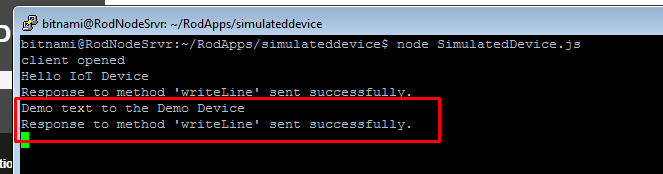 bitnami@RodNodeSrvr: ~/RodApps/simulateddevice
bitnami@RodNodeSrvr:~/RodApps/simulateddevice$ node SimulatedDevice.js
client opened
Hello IoT Device
Response to method 'writeLine' sent successfully.
Demo text to the Demo Device
Response to method 'writeLine' sent successfully.